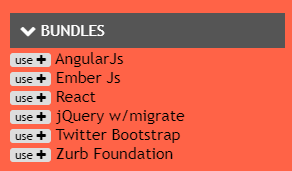 BUNDLES
use + AngularJs
use + Ember Js
use + React
use + jQuery w/migrate
use + Twitter Bootstrap
use + Zurb Foundation